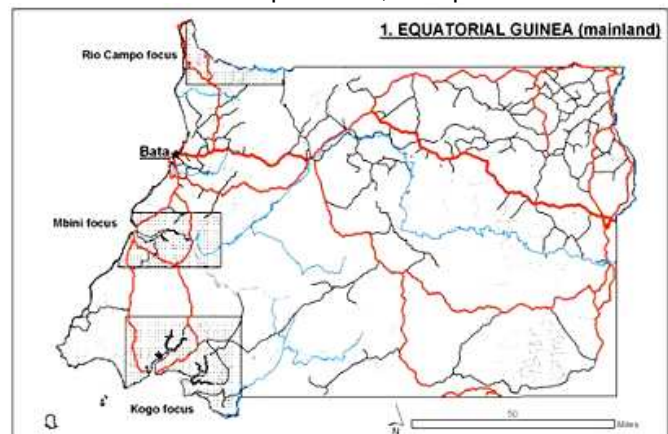 1. EQUATORIAL GUINEA (mainland)
Rio Campo focus
Bata
Mbini focus
Kogo focus
N
50
Miles